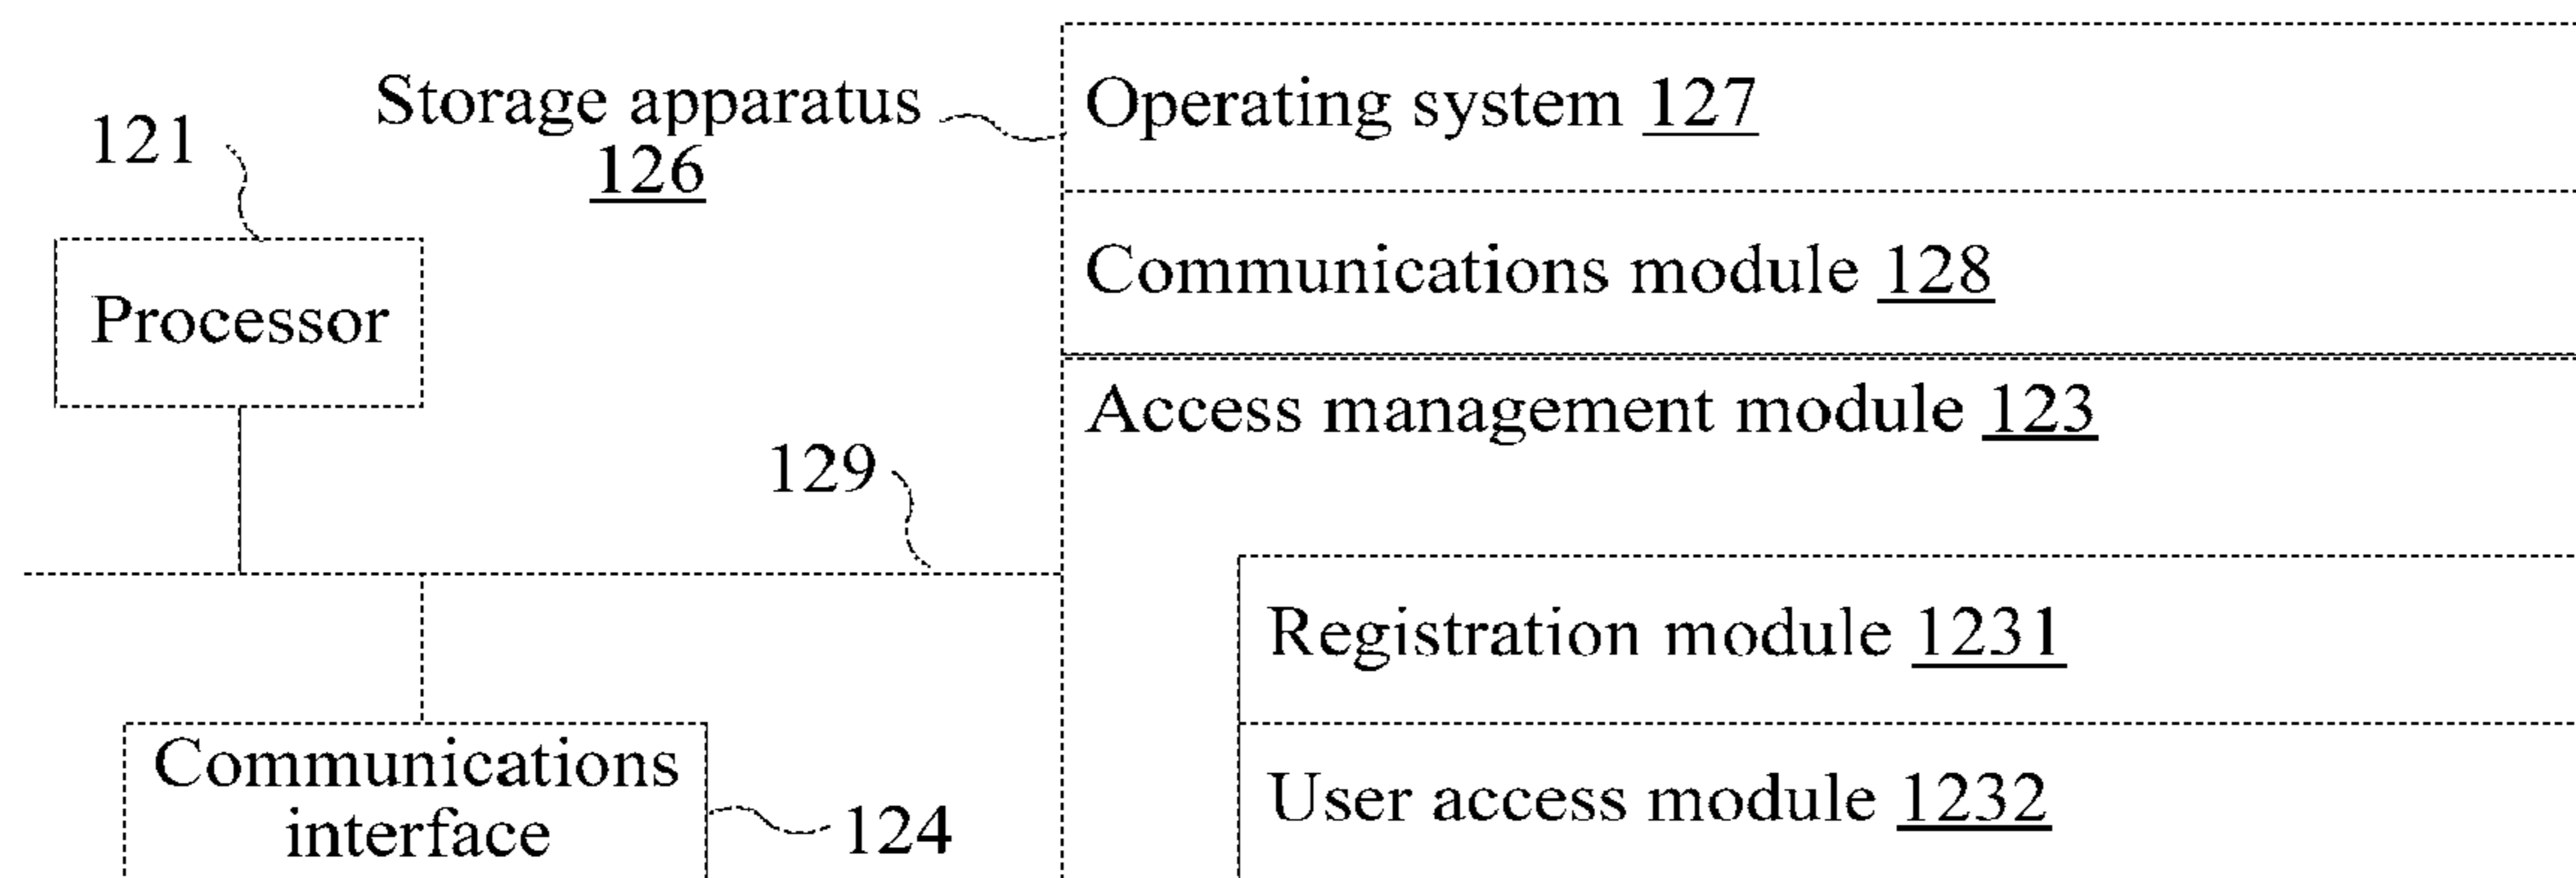 121
Storage apparatus
126
Processor
129
Communications
interface
124
Operating system 127
Communications module 128
Access management module 123
Registration module 1231
User access module 1232